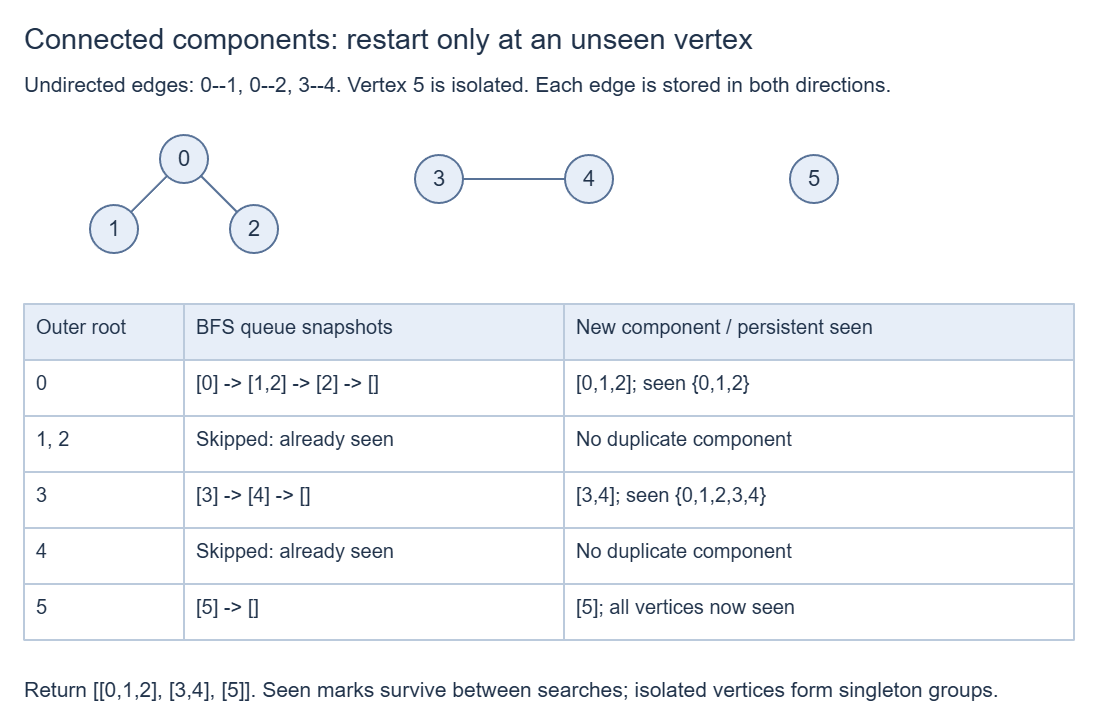 Connected components: restart only at an unseen vertex
Undirected edges: 0--1, 0--2, 3--4. Vertex 5 is isolated. Each edge is stored in both directions.
0
3
4
5
1
2
Outer root
BFS queue snapshots
New component / persistent seen
0
[0] -> [1,2] -> [2] -> []
[0,1,2]; seen {0,1,2}
1, 2
Skipped: already seen
No duplicate component
3
[3] -> [4] -> []
[3,4]; seen {0,1,2,3,4}
4
Skipped: already seen
No duplicate component
5
[5] -> []
[5]; all vertices now seen
Return [[0,1,2], [3,4], [5]]. Seen marks survive between searches; isolated vertices form singleton groups.